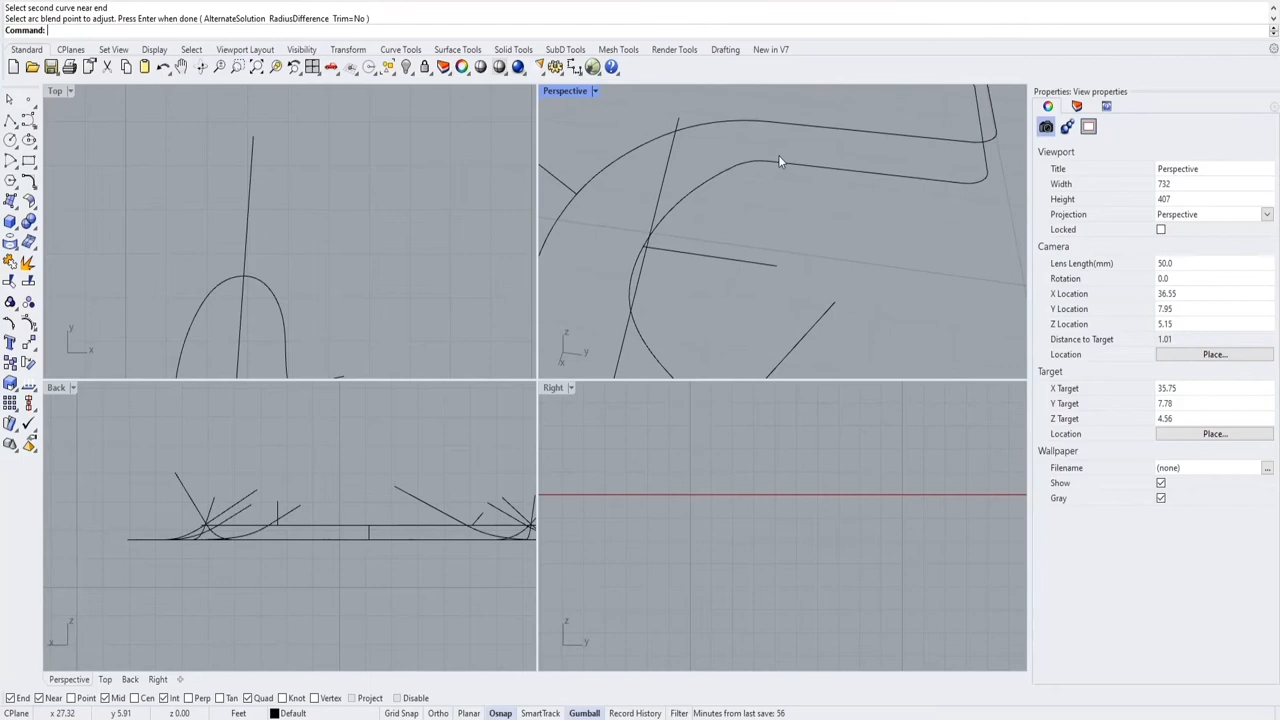 Select second curve near end
Select arc blend point to adjust. Press Enter when done ( AlternateSolution RadiusDifference Trim=No )
Command:
Standard CPlanes Set View Display Select Viewport Layout Visibility Transform Curve Tools Surface Tools Solid Tools SubD Tools Mesh Tools Render Tools Drafting New in V7
Top
Perspective
Properties: View properties
Viewport
Title Perspective
Width 732
Height 407
Projection Perspective
Locked
Camera
Lens Length(mm) 50.0
Rotation 0.0
X Location 36.55
Y Location 7.95
Z Location 5.15
Distance to Target 1.01
Location Place...
Target
X Target 35.75
Y Target 7.78
Z Target 4.56
Location Place...
Wallpaper
Filename (none) ...
Show
Gray
y
x
z
y
x
Back
Right
z
x
z
y
Perspective Top Back Right
End Near Point Mid Cen Int Perp Tan Quad Knot Vertex Project Disable
CPlane x 27.32 y 5.91 z 0.00 Feet Default Grid Snap Ortho Planar Osnap SmartTrack Gumball Record History Filter Minutes from last save: 56